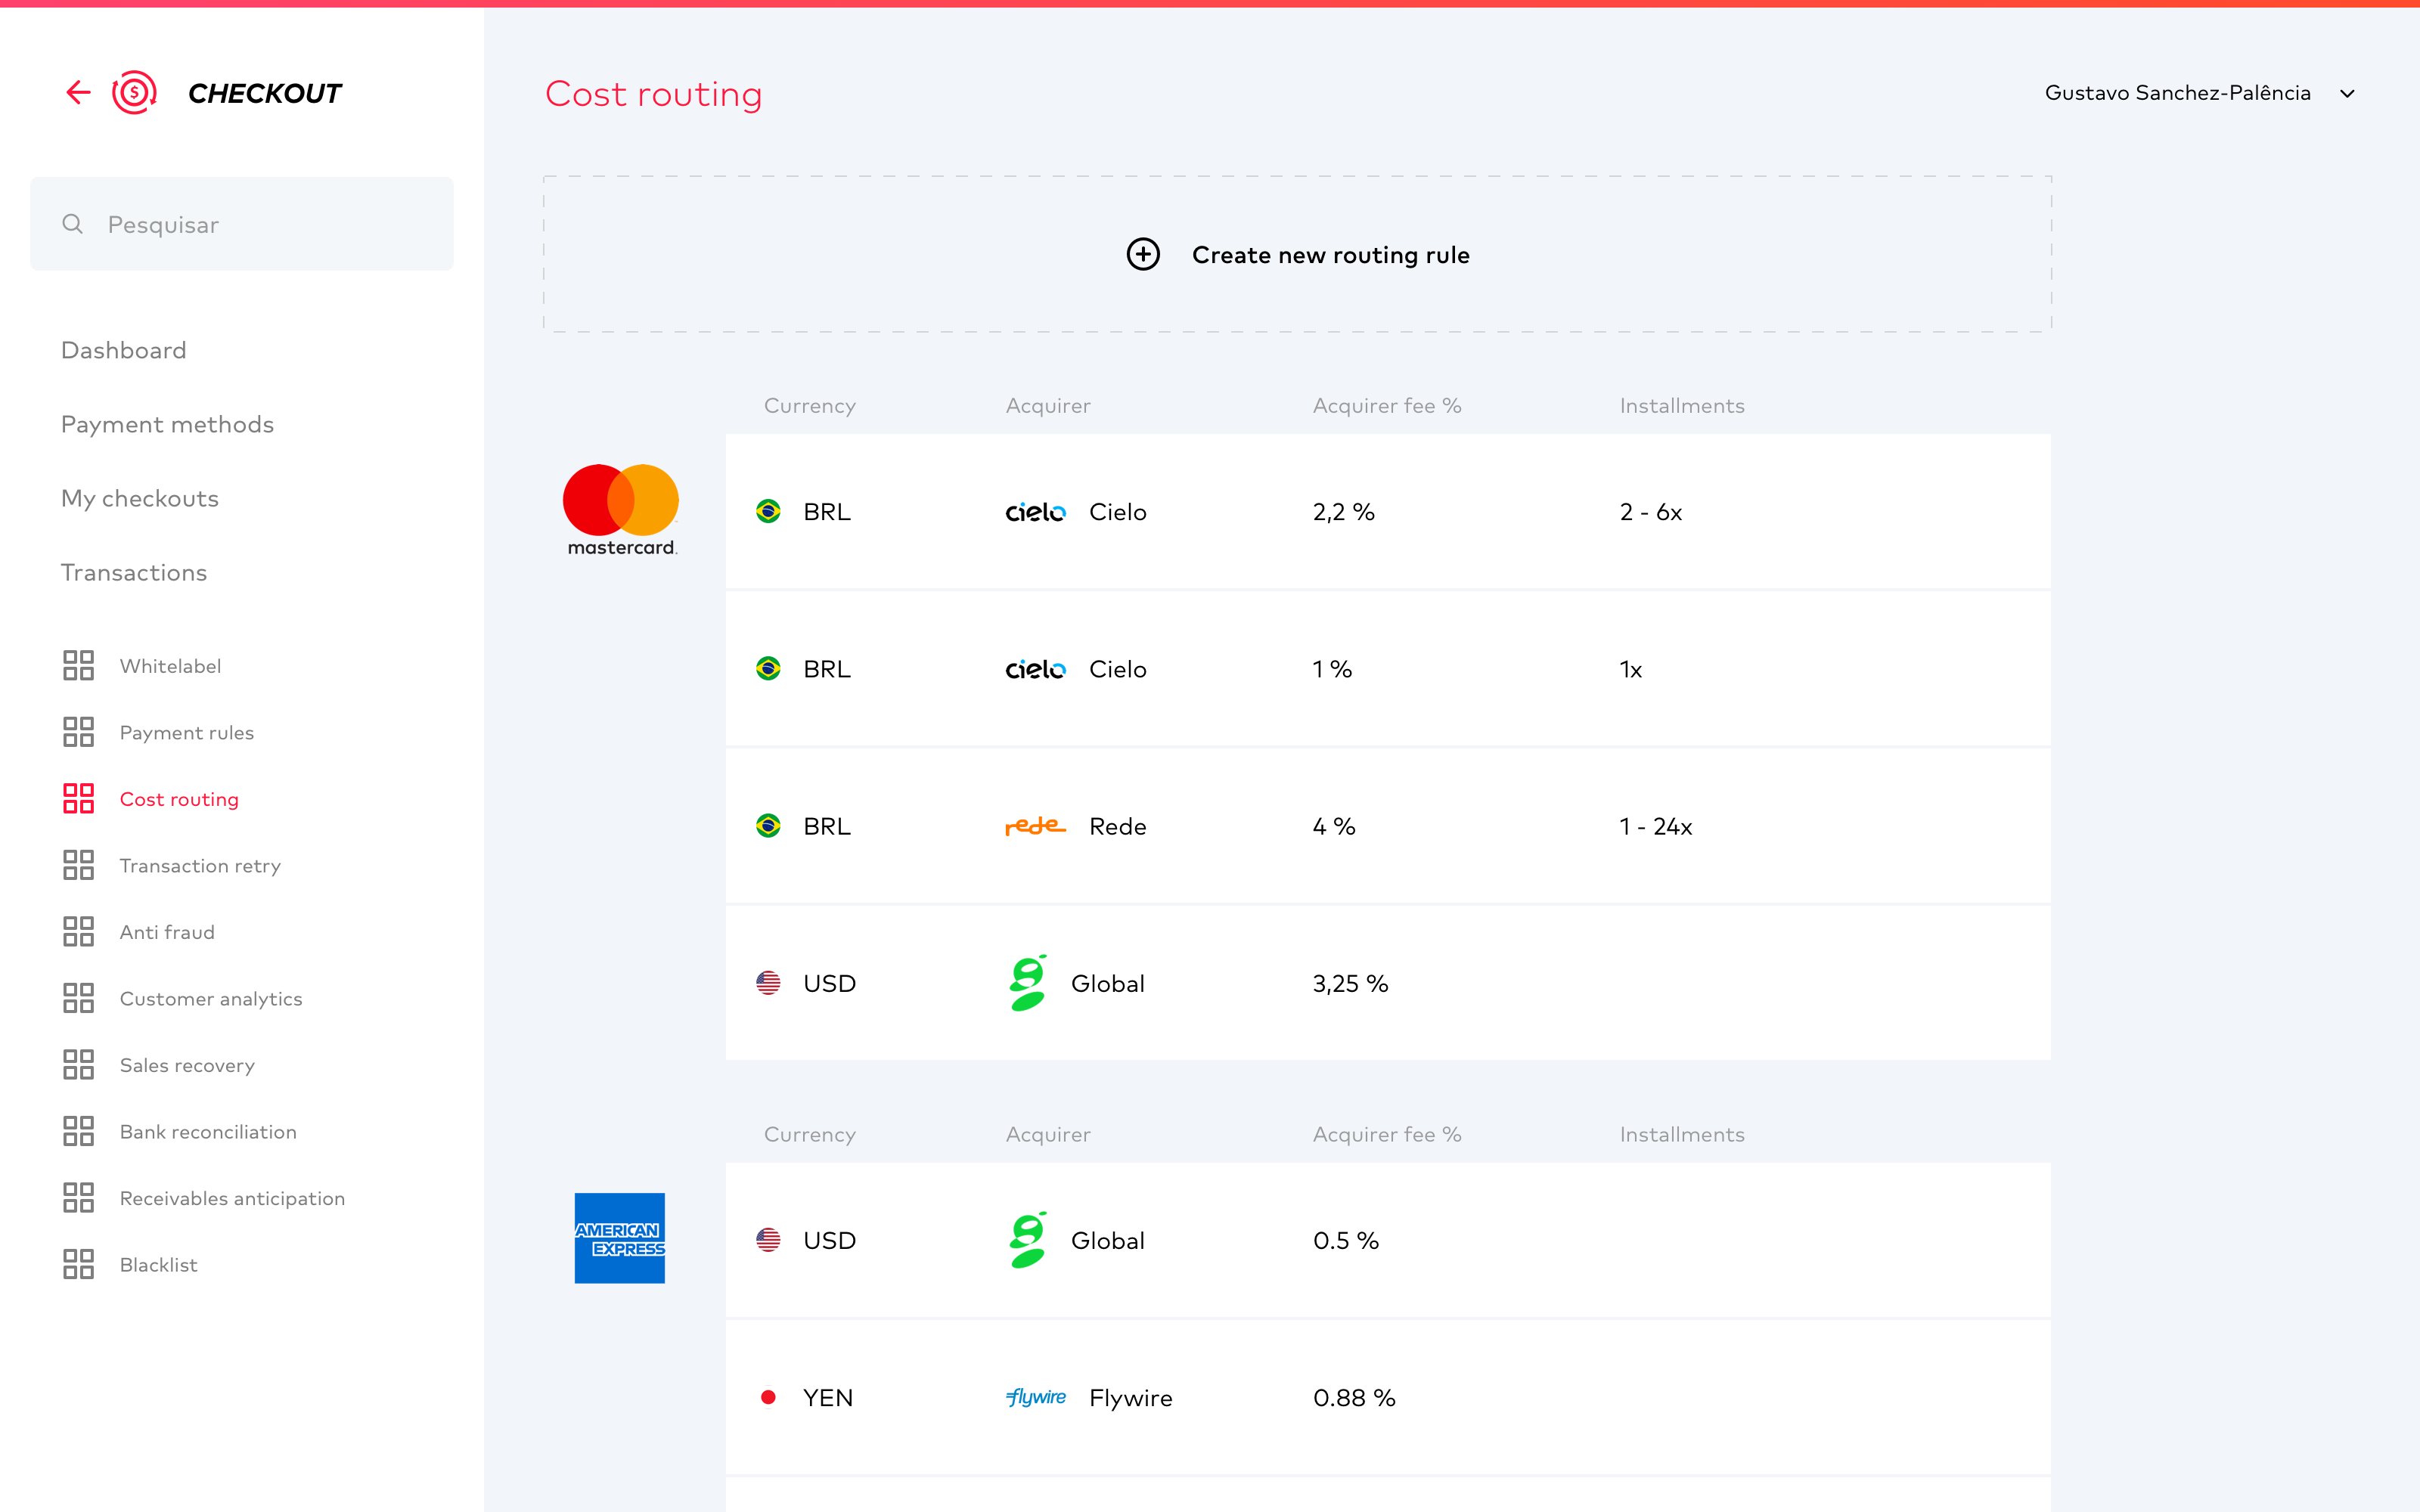 CHECKOUT
Pesquisar
Dashboard
Payment methods
My checkouts
Transactions
Whitelabel
Payment rules
Cost routing
Transaction retry
Anti fraud
Customer analytics
Sales recovery
Bank reconciliation
Receivables anticipation
Blacklist
Cost routing
Gustavo Sanchez-Palência
Create new routing rule
Currency Acquirer Acquirer fee % Installments
mastercard.
BRL cielo Cielo 2,2 % 2 - 6x
BRL cielo Cielo 1 % 1x
BRL rede Rede 4 % 1 - 24x
USD Global 3,25 %
Currency Acquirer Acquirer fee % Installments
AMERICAN
EXPRESS
USD Global 0.5 %
YEN flywire Flywire 0.88 %